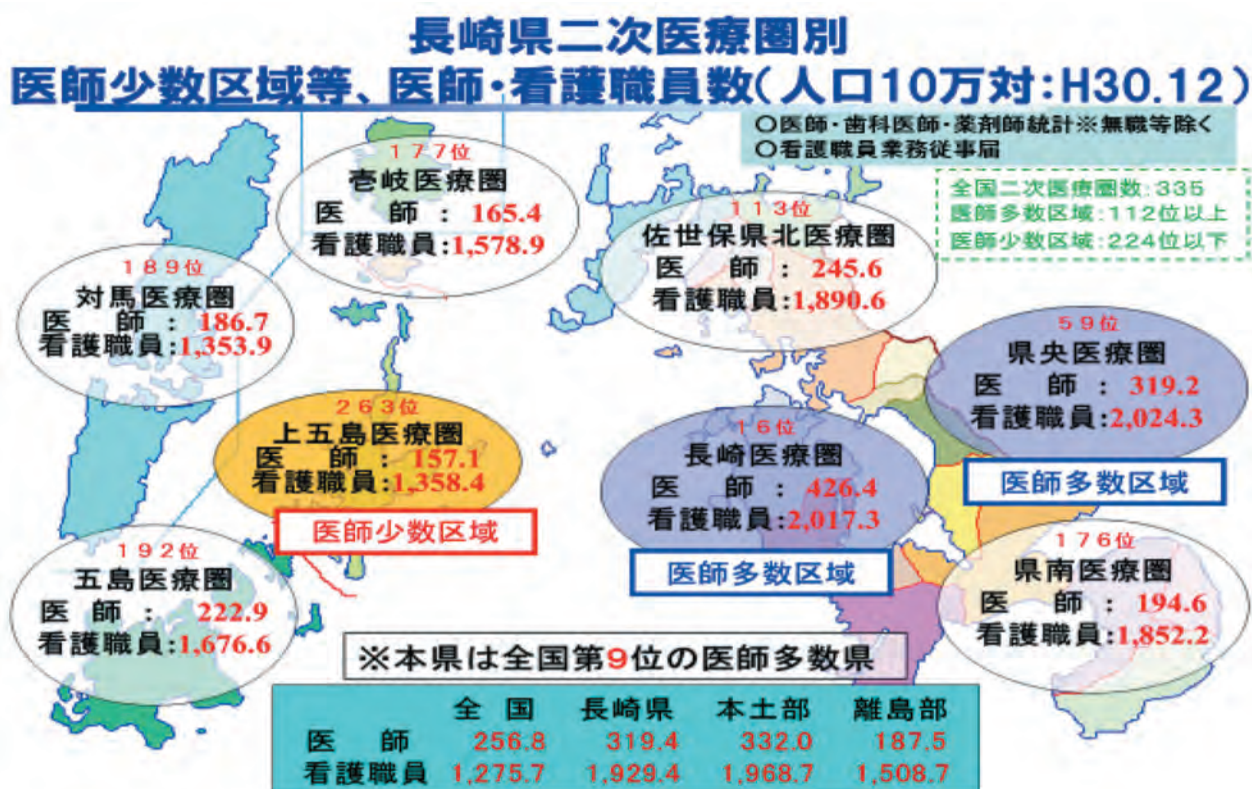 長崎県二次医療圏別
医師少数区域等、医師・看護職員数(人口10万対:H30.12)
○医師・歯科医師・薬剤師統計※無職等除く
○看護職員業務従事届
全国二次医療圏数:335
医師多数区域:112位以上
医師少数区域:224位以下
177位
壱岐医療圏
医 師 : 165.4
看護職員:1,578.9
113位
佐世保県北医療圏
医 師 : 245.6
看護職員:1,890.6
189位
対馬医療圏
医 師 : 186.7
看護職員:1,353.9
59位
県央医療圏
医 師 : 319.2
看護職員:2,024.3
医師多数区域
263位
上五島医療圏
医 師 : 157.1
看護職員:1,358.4
医師少数区域
16位
長崎医療圏
医 師 : 426.4
看護職員:2,017.3
医師多数区域
192位
五島医療圏
医 師 : 222.9
看護職員:1,676.6
176位
県南医療圏
医 師 : 194.6
看護職員:1,852.2
※本県は全国第9位の医師多数県
全国 長崎県 本土部 離島部
医 師 256.8 319.4 332.0 187.5
看護職員 1,275.7 1,929.4 1,968.7 1,508.7